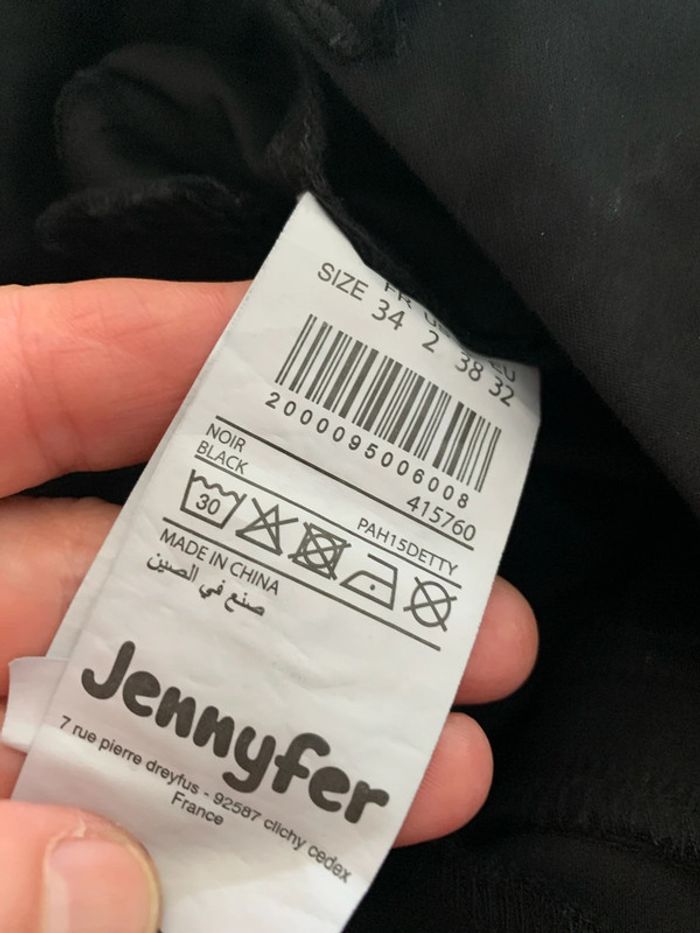 FR
SIZE 34 2 38 32
2000095006008
NOIR
BLACK
415760
30
PAH15DETTY
MADE IN CHINA
صنع في الصين
Jennyfer
7 rue pierre dreyfus - 92587 clichy cedex
France